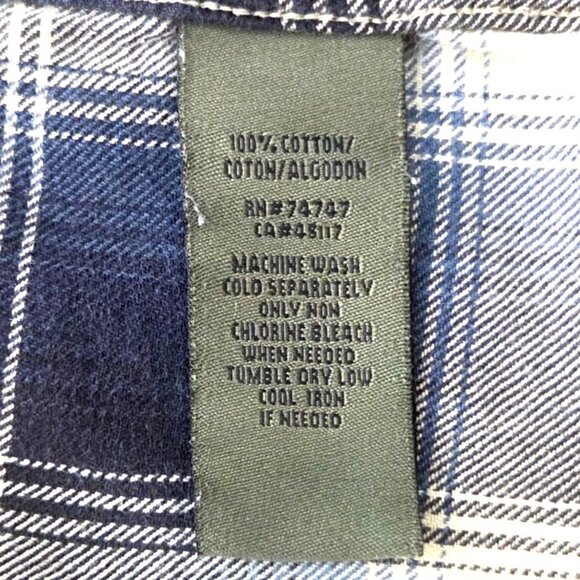 100% COTTON/
COTON/ALGODON
RN#74747
CA#48117
MACHINE WASH
COLD SEPARATELY
ONLY NON
CHLORINE BLEACH
WHEN NEEDED
TUMBLE DRY LOW
COOL IRON
IF NEEDED